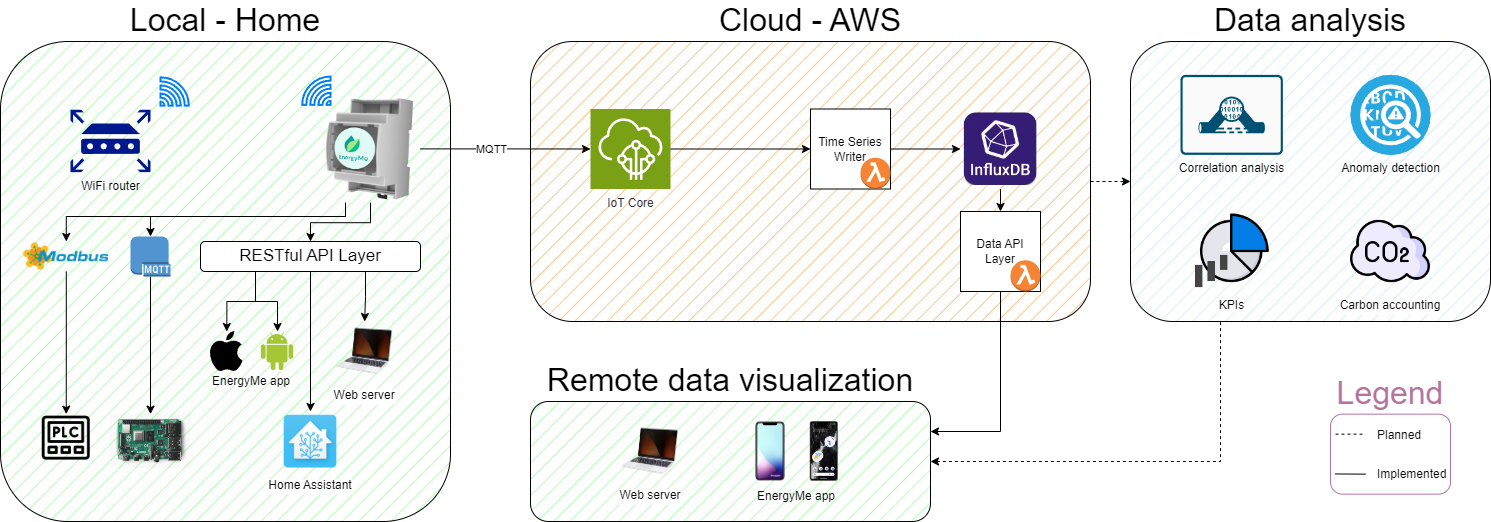 Local - Home
Cloud - AWS
Data analysis
WiFi router
EnergyMe
MQTT
IoT Core
Time Series
Writer
InfluxDB
Data API
Layer
Correlation analysis
Anomaly detection
KPIs
CO2
Carbon accounting
Modbus
MQTT
RESTful API Layer
EnergyMe app
Web server
PLC
Home Assistant
Remote data visualization
Web server
EnergyMe app
Legend
Planned
Implemented